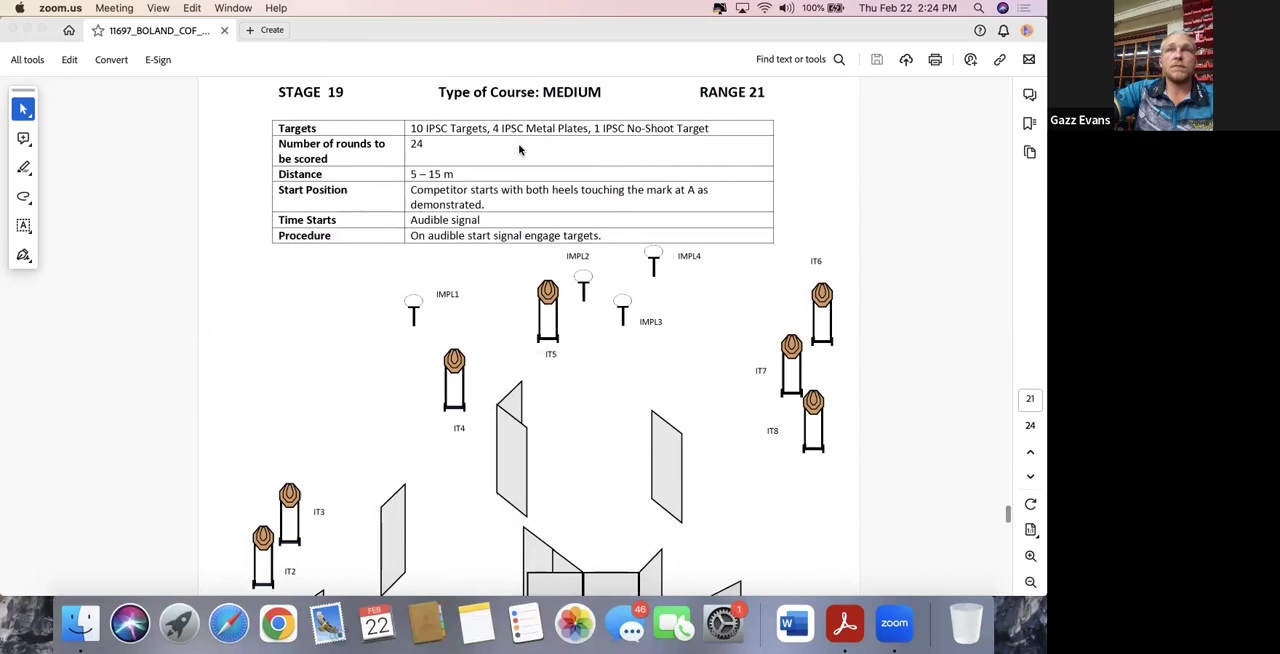 zoom.us Meeting View Edit Window Help 100% Thu Feb 22 2:24 PM
11697_BOLAND_COF_... Create
All tools Edit Convert E-Sign Find text or tools
Gazz Evans
STAGE 19 Type of Course: MEDIUM RANGE 21
Targets 10 IPSC Targets, 4 IPSC Metal Plates, 1 IPSC No-Shoot Target
Number of rounds to be scored 24
Distance 5 – 15 m
Start Position Competitor starts with both heels touching the mark at A as
demonstrated.
Time Starts Audible signal
Procedure On audible start signal engage targets.
IMPL2 IMPL4 IT6
IMPL1
IMPL3
IT5
IT7
IT4 IT8
IT3
IT2
21
24
1:1
FEB
22
46
1
W
zoom